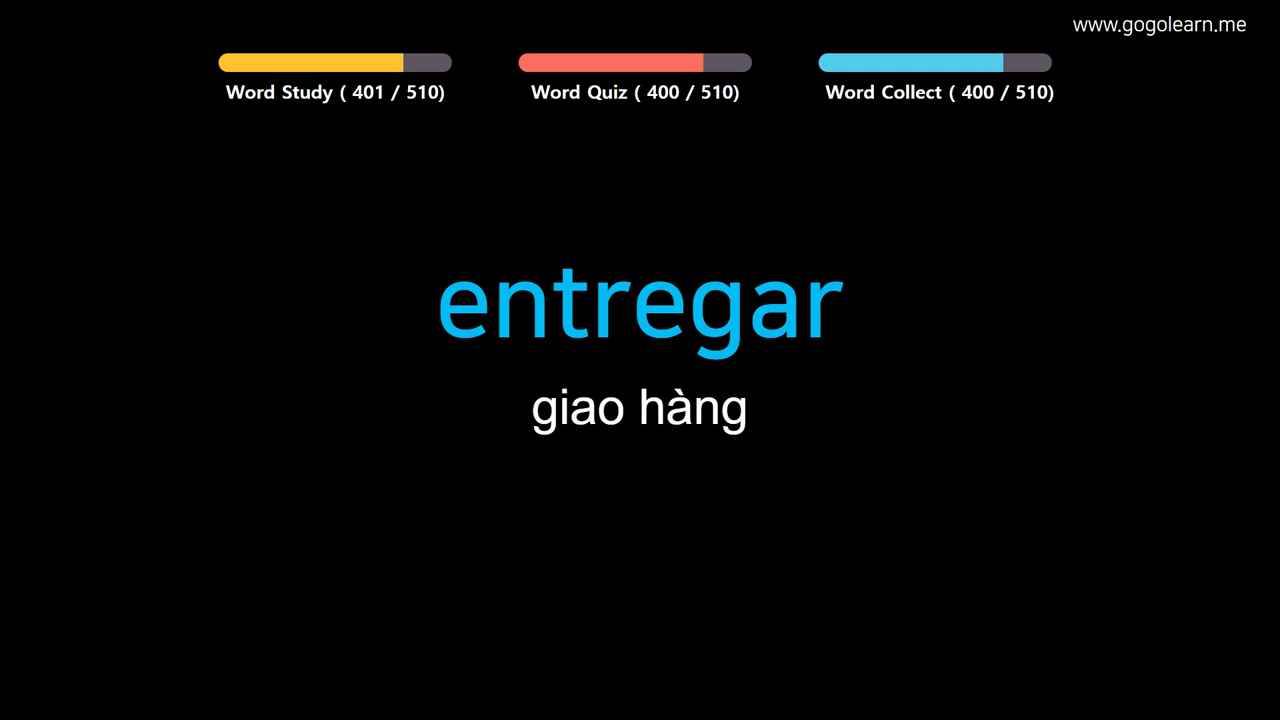 www.gogolearn.me
Word Study ( 401 / 510)
Word Quiz ( 400 / 510)
Word Collect ( 400 / 510)
entregar
giao hàng